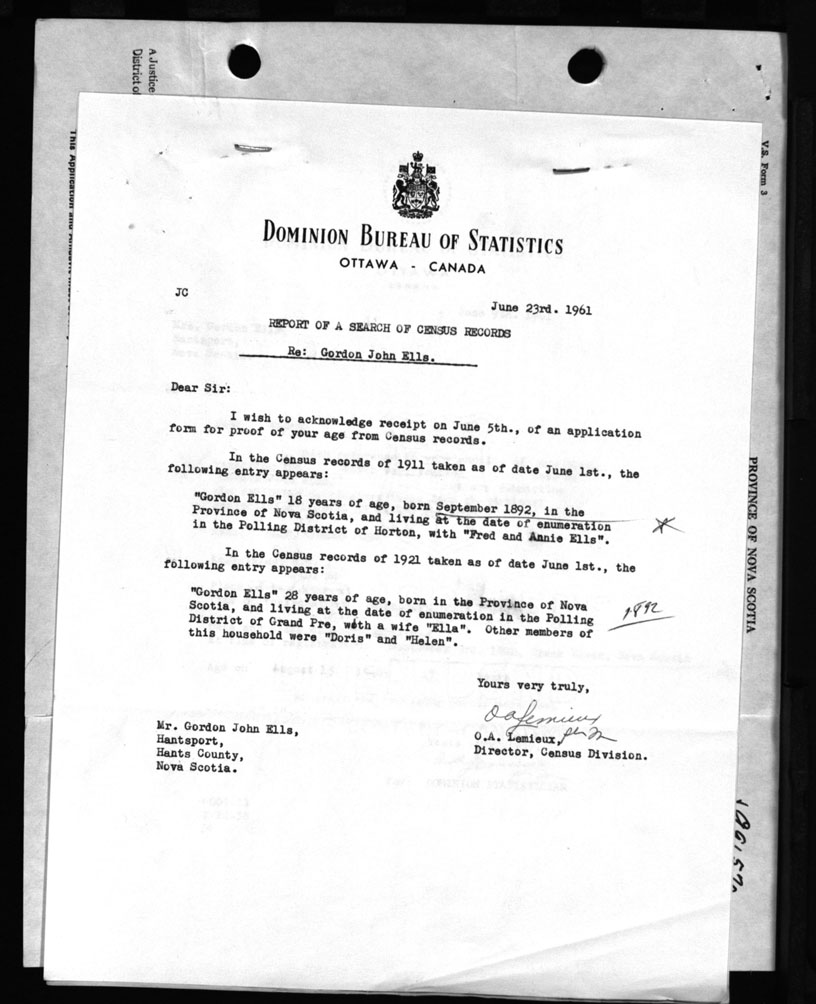 A Justice
District of
This Application and
V.S. Form 3
PROVINCE OF NOVA SCOTIA
DOMINION BUREAU OF STATISTICS
OTTAWA - CANADA
JC
June 23rd. 1961
REPORT OF A SEARCH OF CENSUS RECORDS
Re: Gordon John Ells.
Dear Sir:
I wish to acknowledge receipt on June 5th., of an application
form for proof of your age from Census records.
In the Census records of 1911 taken as of date June 1st., the
following entry appears:
"Gordon Ells" 18 years of age, born September 1892, in the
Province of Nova Scotia, and living at the date of enumeration
in the Polling District of Horton, with "Fred and Annie Ells".
In the Census records of 1921 taken as of date June 1st., the
following entry appears:
"Gordon Ells" 28 years of age, born in the Province of Nova
Scotia, and living at the date of enumeration in the Polling
District of Grand Pre, with a wife "Ella". Other members of
this household were "Doris" and "Helen".
1892
Yours very truly,
O A Lemieux
O.A. Lemieux,
Director, Census Division.
Mr. Gordon John Ells,
Hantsport,
Hants County,
Nova Scotia.